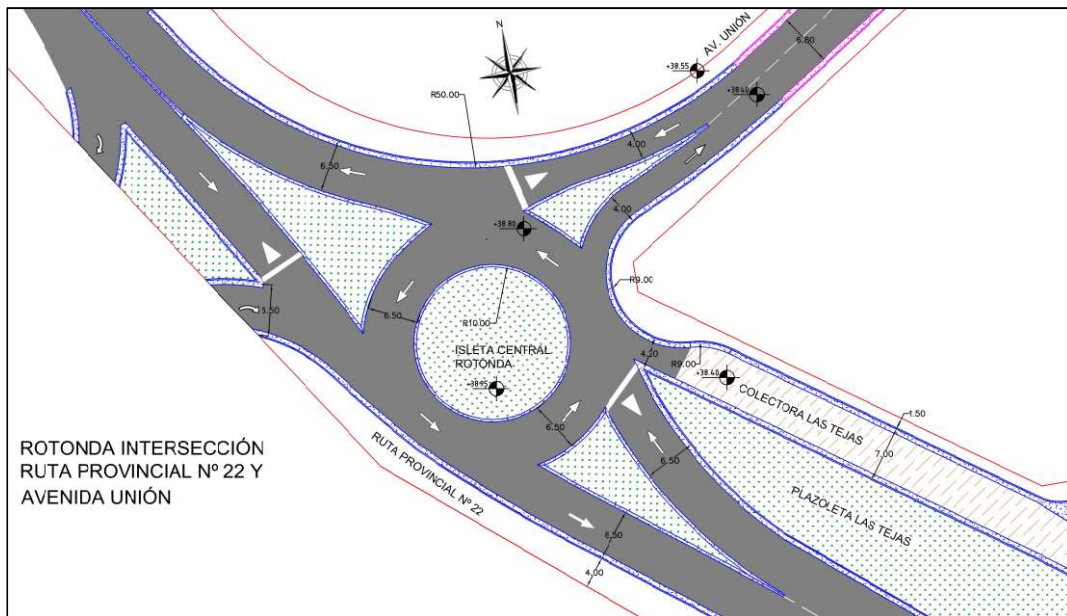 N
AV. UNIÓN
6.80
+38.55
+38.40
R50.00
4.00
6.50
4.00
+38.80
R9.00
5.50
6.50
R10.00
ISLETA CENTRAL
ROTONDA
+38.95
4.20
R9.00
+38.40
COLECTORA LAS TEJAS
1.50
7.00
6.50
6.50
PLAZOLETA LAS TEJAS
RUTA PROVINCIAL Nº 22
6.50
4.00
ROTONDA INTERSECCIÓN
RUTA PROVINCIAL Nº 22 Y
AVENIDA UNIÓN